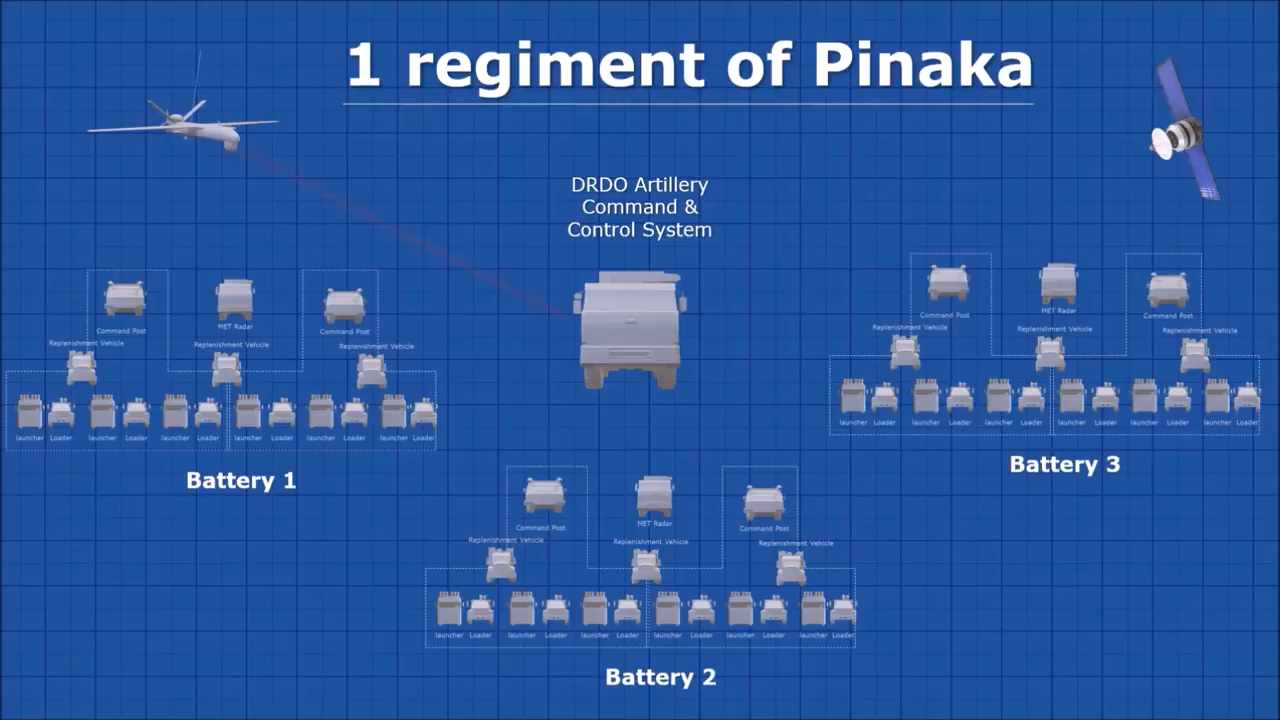 1 regiment of Pinaka
DRDO Artillery
Command &
Control System
Command Post
MET Radar
Command Post
Replenishment Vehicle
Replenishment Vehicle
Replenishment Vehicle
launcher Loader launcher Loader launcher Loader launcher Loader launcher Loader launcher Loader
Battery 1
Command Post
MET Radar
Command Post
Replenishment Vehicle
Replenishment Vehicle
Replenishment Vehicle
launcher Loader launcher Loader launcher Loader launcher Loader launcher Loader launcher Loader
Battery 3
Command Post
MET Radar
Command Post
Replenishment Vehicle
Replenishment Vehicle
Replenishment Vehicle
launcher Loader launcher Loader launcher Loader launcher Loader launcher Loader launcher Loader
Battery 2